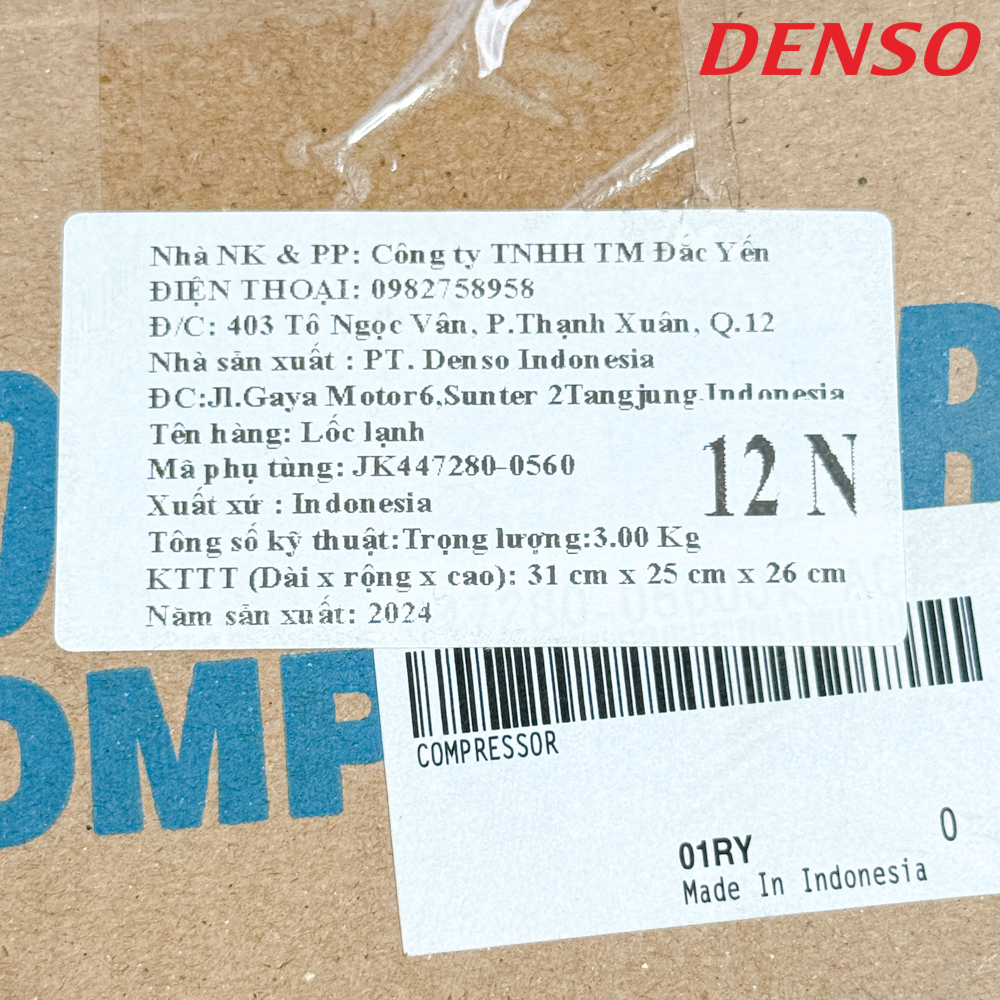 DENSO
Nhà NK & PP: Công ty TNHH TM Đắc Yến
ĐIỆN THOẠI: 0982758958
Đ/C: 403 Tô Ngọc Vân, P.Thạnh Xuân, Q.12
Nhà sản xuất : PT. Denso Indonesia
ĐC:Jl.Gaya Motor6,Sunter 2Tangjung,Indonesia
Tên hàng: Lốc lạnh
Mã phụ tùng: JK447280-0560
12 N
Xuất xứ : Indonesia
Tông số kỹ thuật:Trọng lượng:3.00 Kg
KTTT (Dài x rộng x cao): 31 cm x 25 cm x 26 cm
Năm sản xuất: 2024
COMPRESSOR
OMP
01RY
0
Made In Indonesia